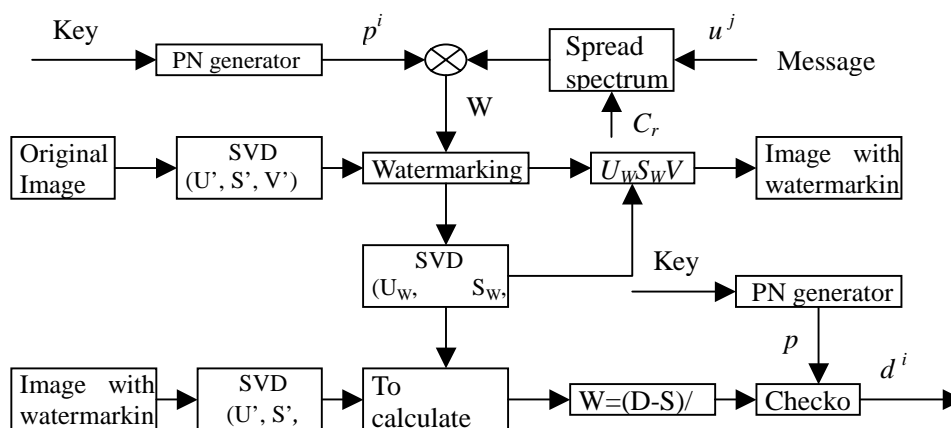 Key
PN generator
p^i
Spread
spectrum
u^j
Message
W
C_r
Original
Image
SVD
(U’, S’, V’)
Watermarking
U_W S_W V
Image with
watermarkin
SVD
(U_W, S_W,
Key
PN generator
p
d^i
Image with
watermarkin
SVD
(U’, S’,
To
calculate
W=(D-S)/
Checko